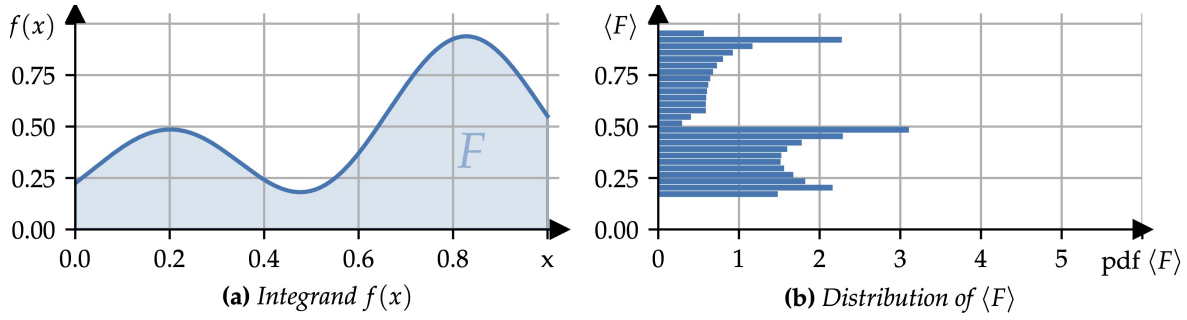 f(x)
0.75
0.50
0.25
0.00
F
0.0 0.2 0.4 0.6 0.8 x
(a) Integrand f(x)
⟨F⟩
0.75
0.50
0.25
0.00
0 1 2 3 4 5 pdf ⟨F⟩
(b) Distribution of ⟨F⟩